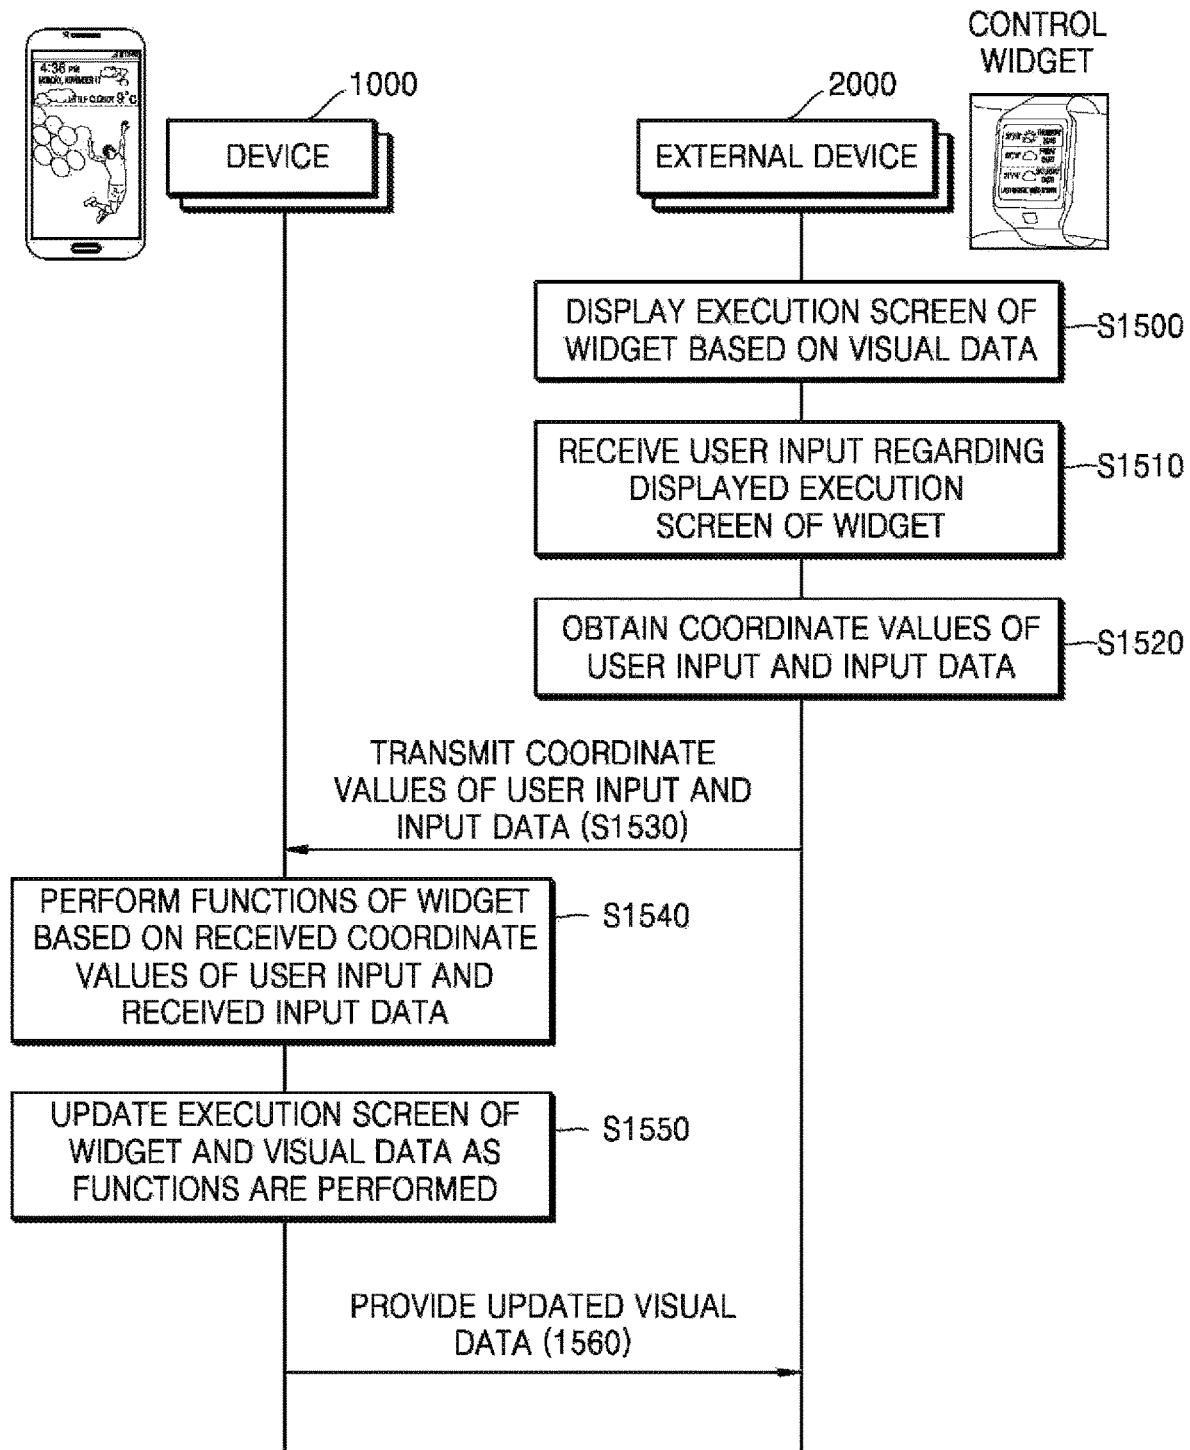 CONTROL
WIDGET
4:36 PM
1000
2000
DEVICE
EXTERNAL DEVICE
DISPLAY EXECUTION SCREEN OF
WIDGET BASED ON VISUAL DATA
S1500
RECEIVE USER INPUT REGARDING
DISPLAYED EXECUTION
SCREEN OF WIDGET
S1510
OBTAIN COORDINATE VALUES OF
USER INPUT AND INPUT DATA
S1520
TRANSMIT COORDINATE
VALUES OF USER INPUT AND
INPUT DATA (S1530)
PERFORM FUNCTIONS OF WIDGET
BASED ON RECEIVED COORDINATE
VALUES OF USER INPUT AND
RECEIVED INPUT DATA
S1540
UPDATE EXECUTION SCREEN OF
WIDGET AND VISUAL DATA AS
FUNCTIONS ARE PERFORMED
S1550
PROVIDE UPDATED VISUAL
DATA (1560)